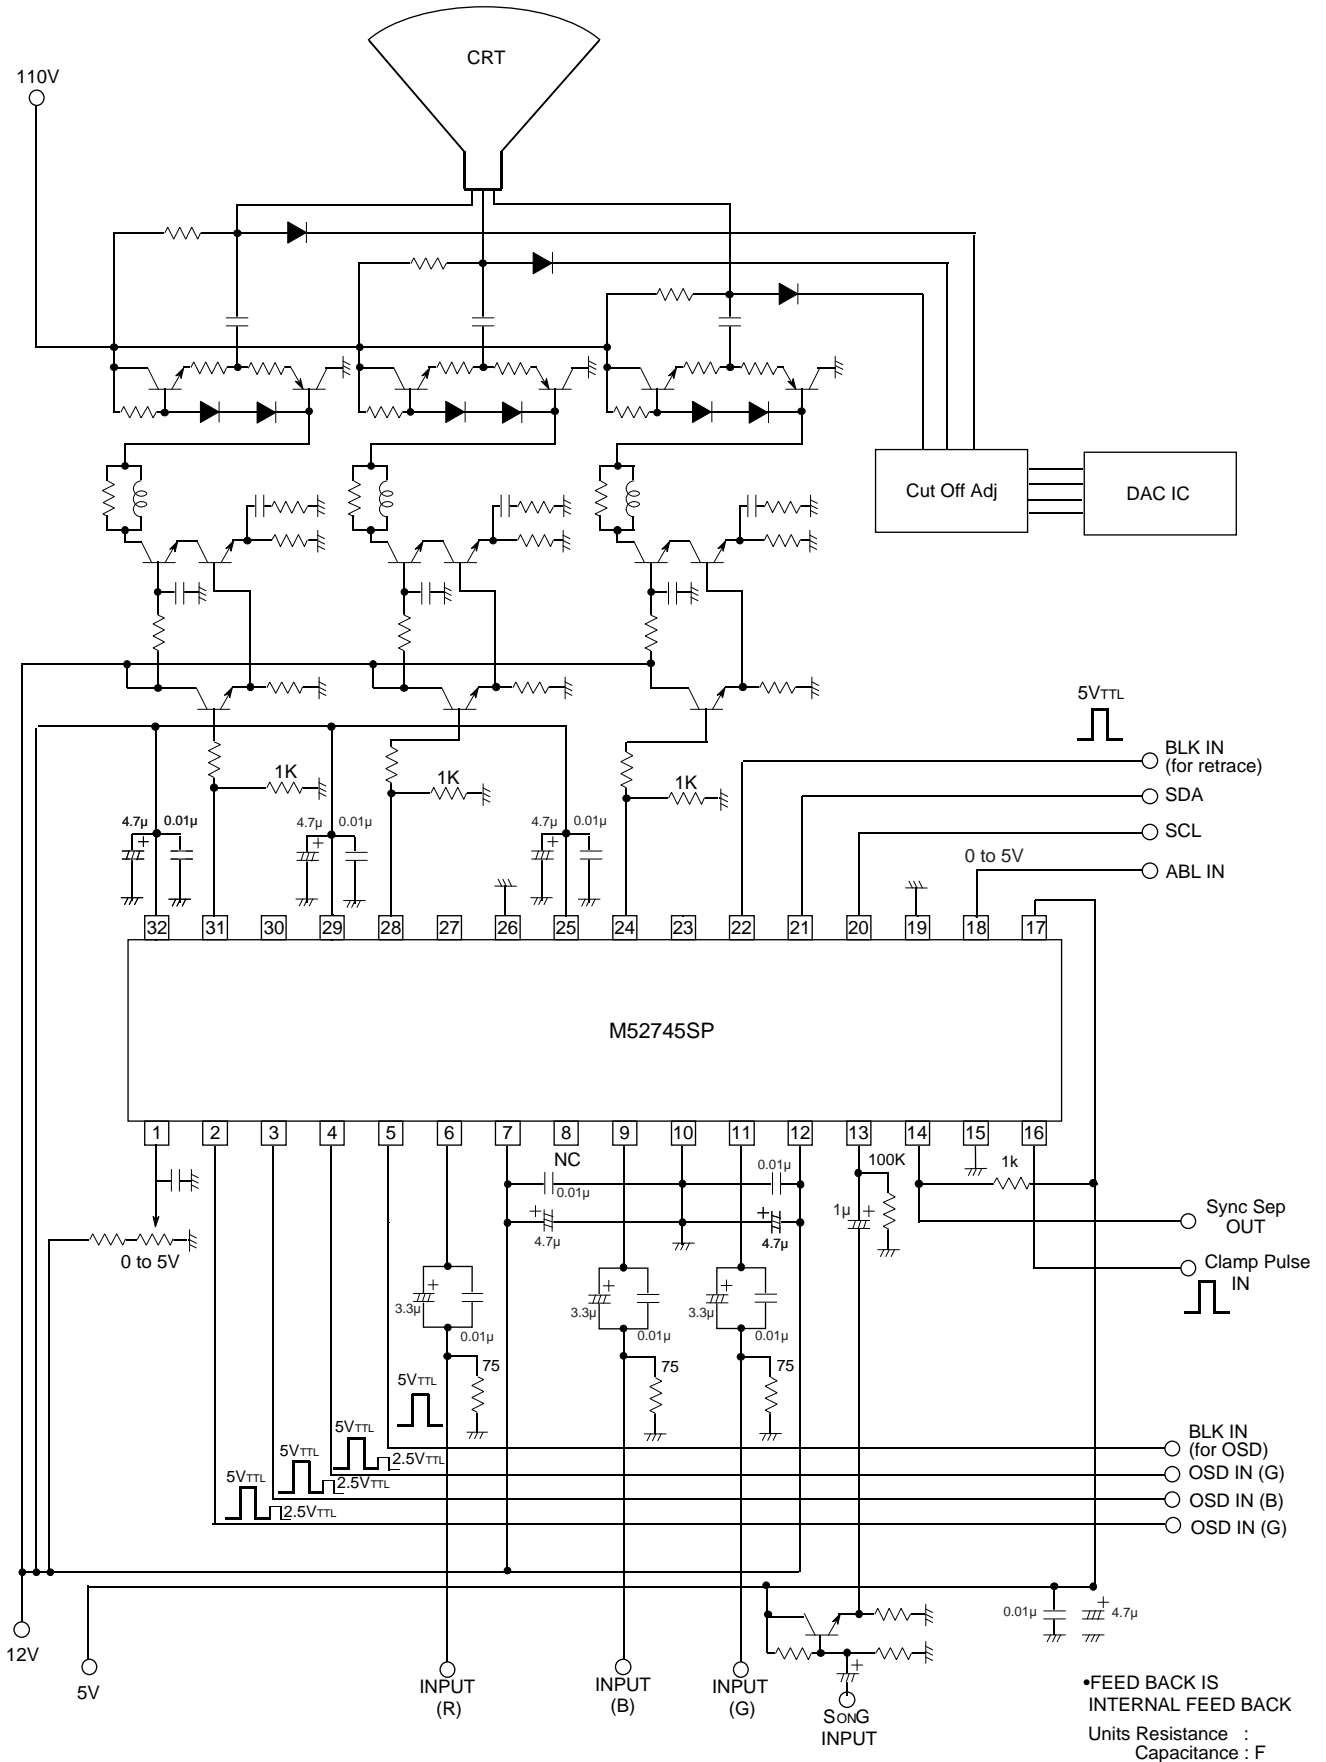 CRT
110V
Cut Off Adj
DAC IC
5VTTL
BLK IN
(for retrace)
SDA
SCL
0 to 5V
ABL IN
1K
1K
1K
4.7µ
0.01µ
4.7µ
0.01µ
4.7µ
0.01µ
32
31
30
29
28
27
26
25
24
23
22
21
20
19
18
17
M52745SP
1
2
3
4
5
6
7
8
9
10
11
12
13
14
15
16
NC
0.01µ
0.01µ
4.7µ
4.7µ
100K
1µ
1k
Sync Sep
OUT
0 to 5V
Clamp Pulse
IN
3.3µ
0.01µ
3.3µ
0.01µ
3.3µ
0.01µ
75
75
75
5VTTL
5VTTL
2.5VTTL
5VTTL
2.5VTTL
5VTTL
2.5VTTL
BLK IN
(for OSD)
OSD IN (G)
OSD IN (B)
OSD IN (G)
0.01µ
4.7µ
12V
5V
INPUT
(R)
INPUT
(B)
INPUT
(G)
SONG
INPUT
•FEED BACK IS
INTERNAL FEED BACK
Units Resistance :
Capacitance : F